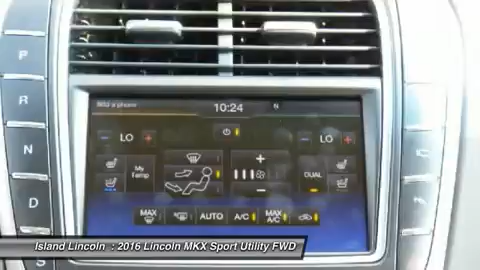 P
Add a phone
10:24
N
R
− LO +
− LO +
N
My
Temp
+
−
DUAL
D
MAX
AUTO
A/C
MAX
A/C
S
Island Lincoln : 2016 Lincoln MKX Sport Utility FWD